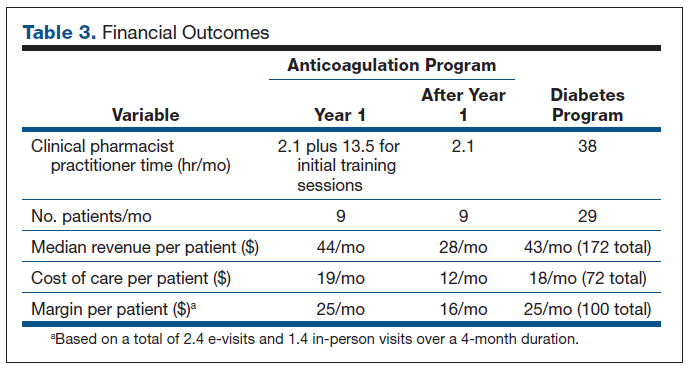 Table 3. Financial Outcomes
Anticoagulation Program
Variable Year 1 After Year 1 Diabetes Program
Clinical pharmacist practitioner time (hr/mo) 2.1 plus 13.5 for initial training sessions 2.1 38
No. patients/mo 9 9 29
Median revenue per patient ($) 44/mo 28/mo 43/mo (172 total)
Cost of care per patient ($) 19/mo 12/mo 18/mo (72 total)
Margin per patient ($)ᵃ 25/mo 16/mo 25/mo (100 total)
ᵃBased on a total of 2.4 e-visits and 1.4 in-person visits over a 4-month duration.